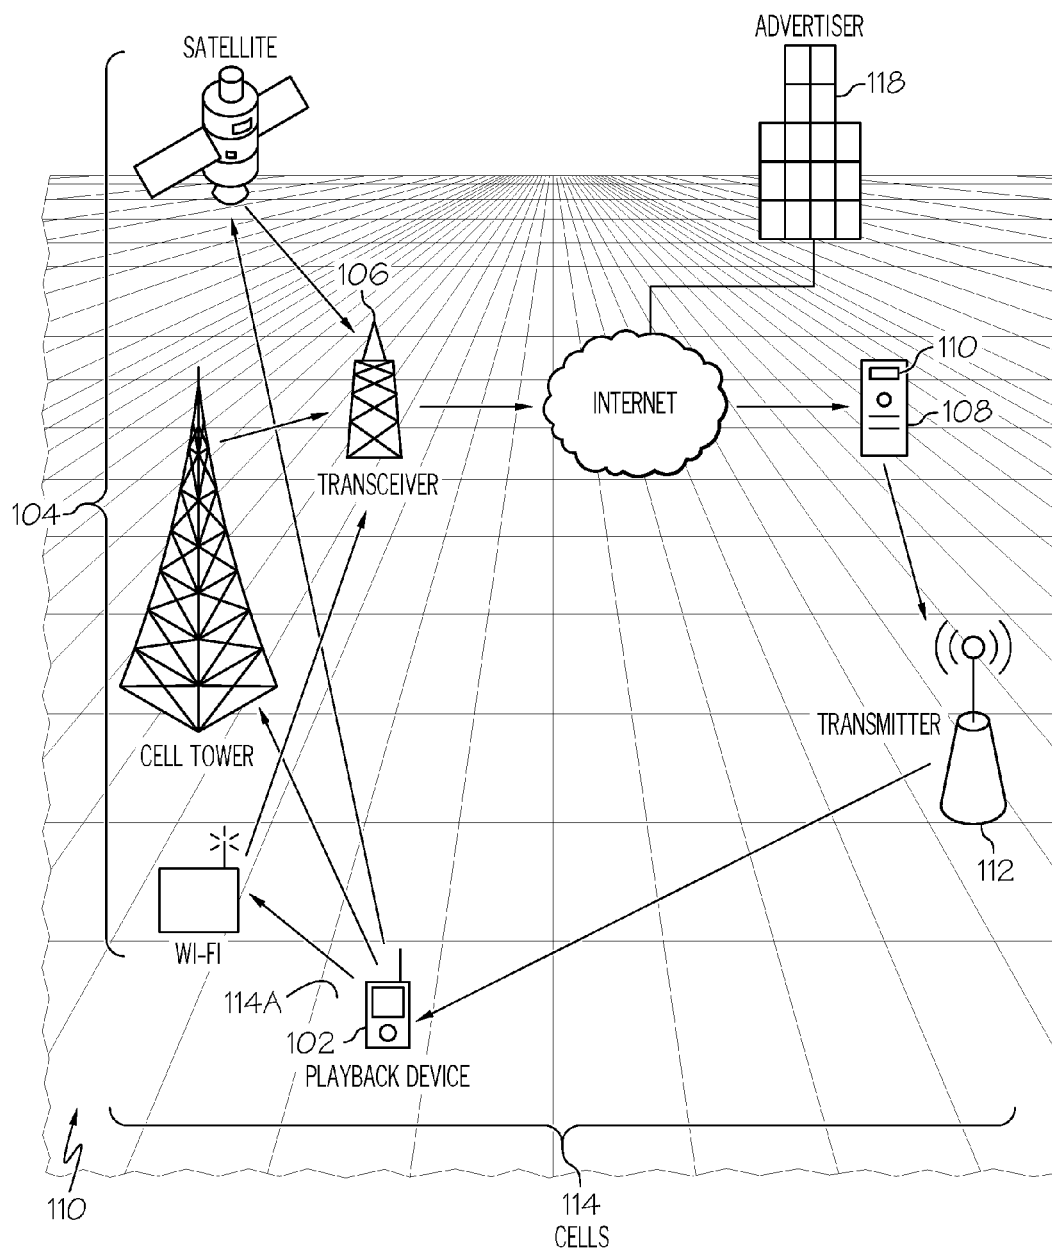 SATELLITE
ADVERTISER
118
106
110
INTERNET
108
TRANSCEIVER
104
TRANSMITTER
CELL TOWER
112
WI-FI
114A
102
PLAYBACK DEVICE
110
114
CELLS